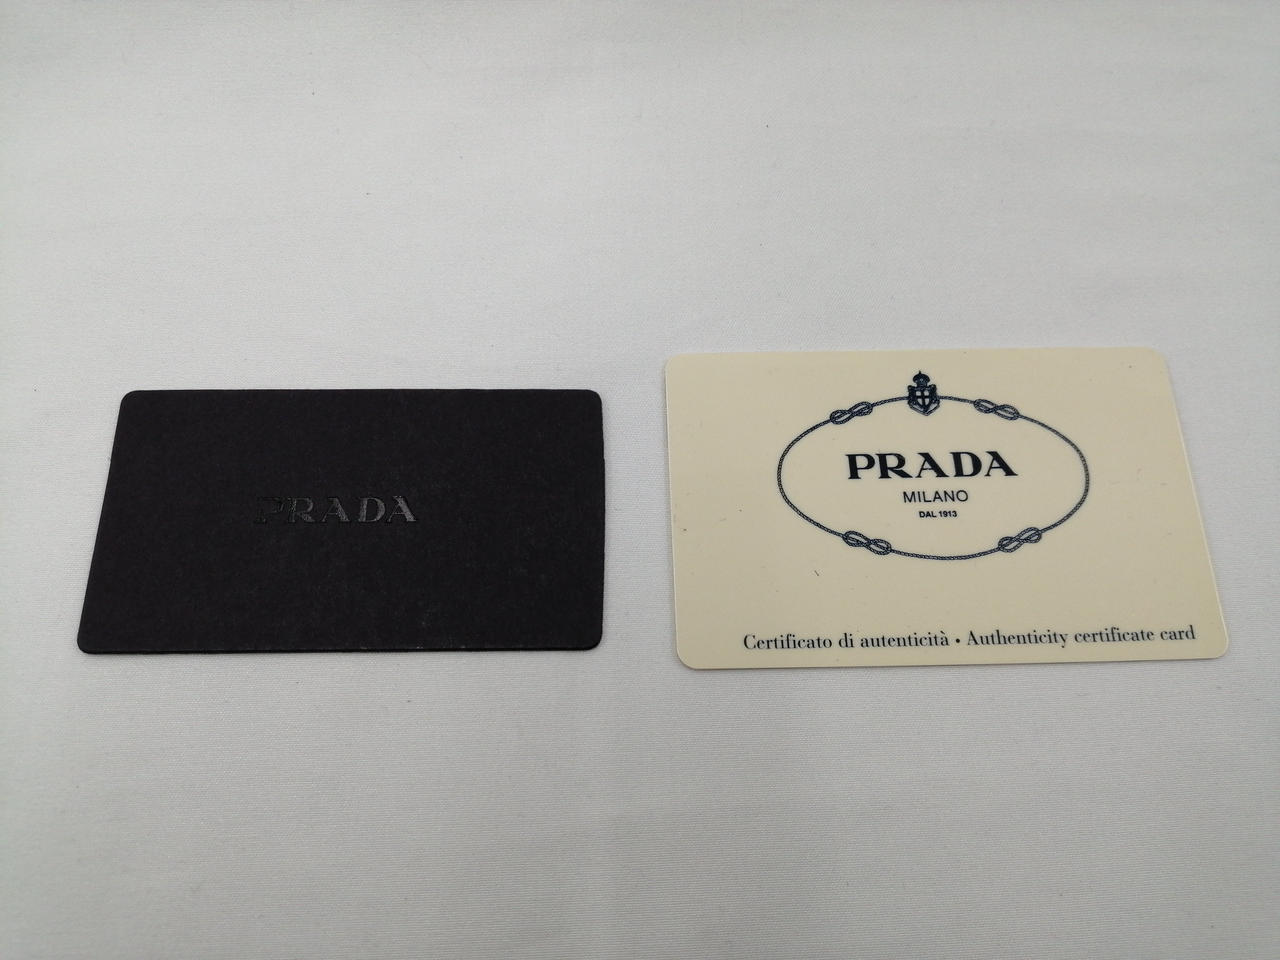 PRADA
PRADA
MILANO
DAL 1913
Certificato di autenticità • Authenticity certificate card